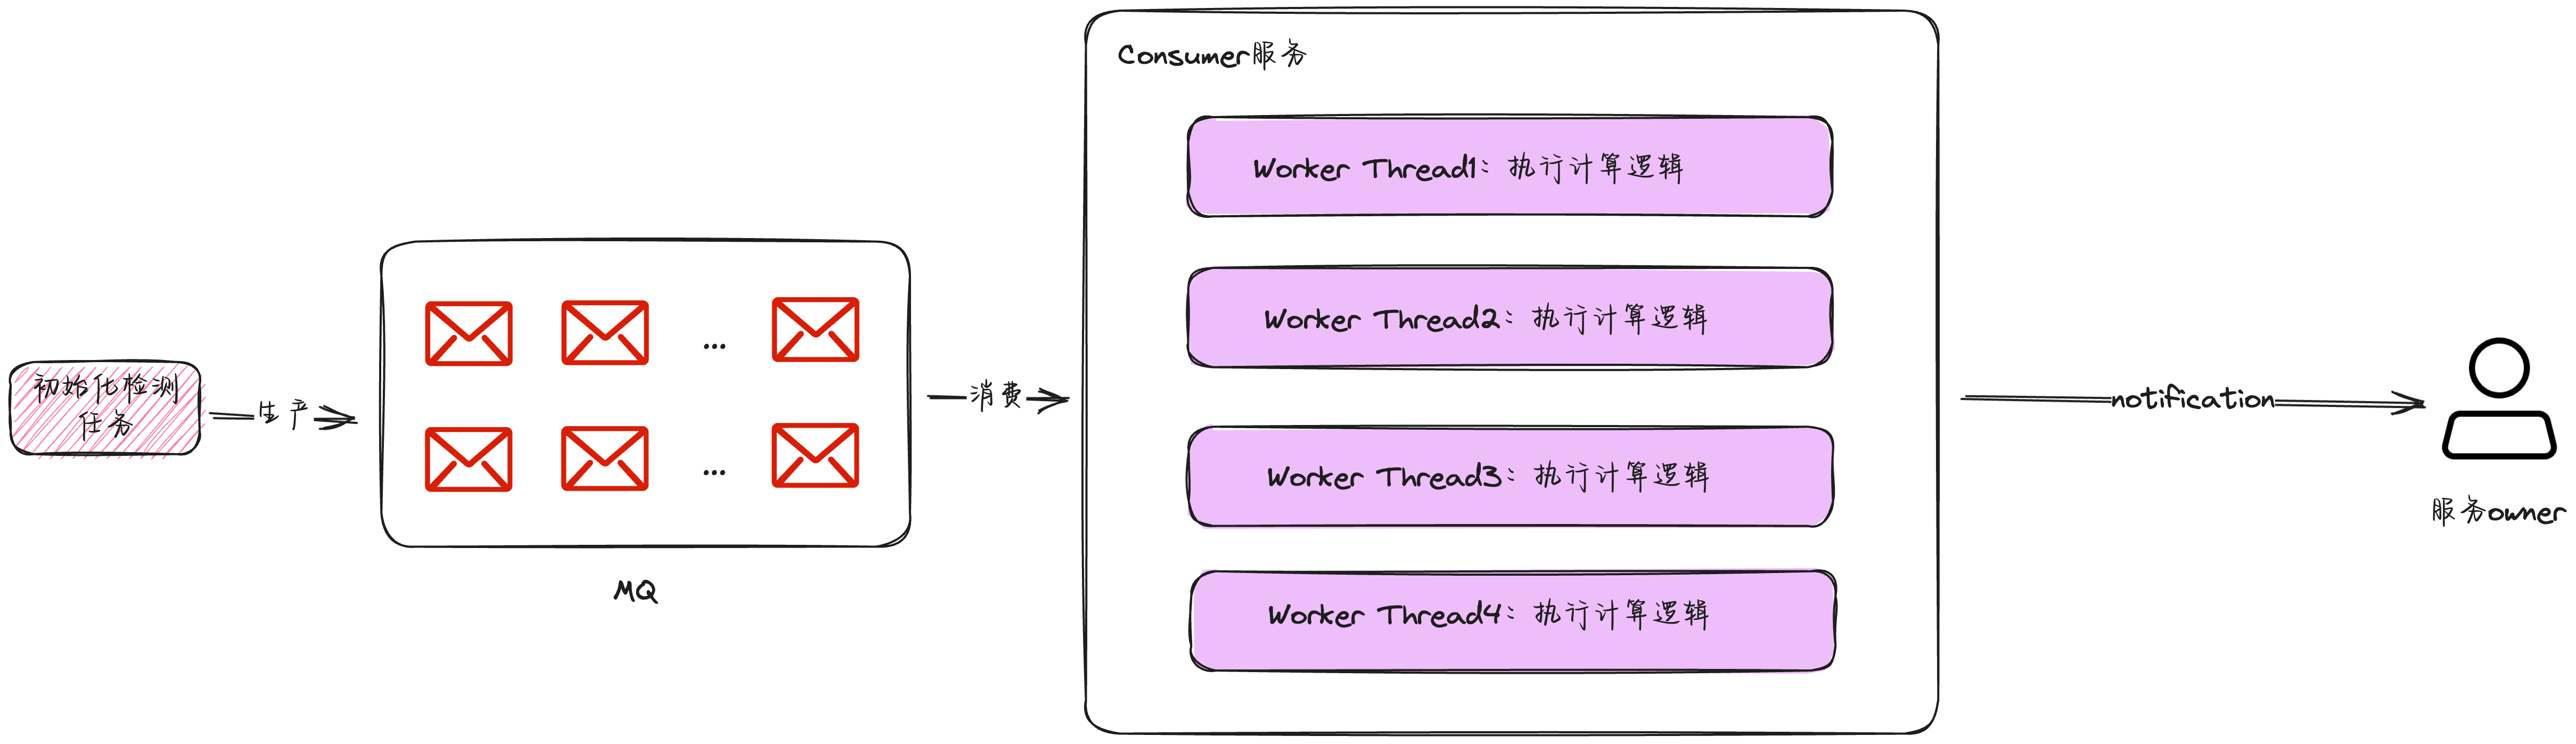 初始化检测
任务
生产
...
...
MQ
消费
Consumer服务
Worker Thread1：执行计算逻辑
Worker Thread2：执行计算逻辑
Worker Thread3：执行计算逻辑
Worker Thread4：执行计算逻辑
notification
服务owner